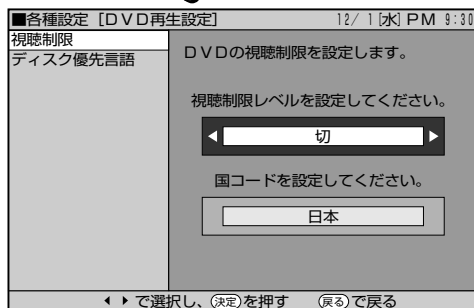 ■各種設定［ＤＶＤ再生設定］ 12/ 1[水] PM 9:30
視聴制限
ディスク優先言語
ＤＶＤの視聴制限を設定します。
視聴制限レベルを設定してください。
切
国コードを設定してください。
日本
で選択し、決定を押す 戻るで戻る